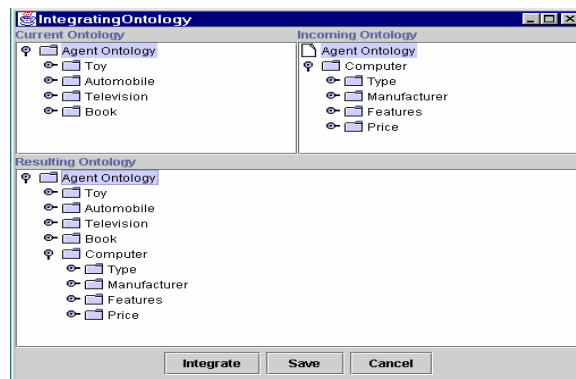 IntegratingOntology
Current Ontology
Agent Ontology
Toy
Automobile
Television
Book
Incoming Ontology
Agent Ontology
Computer
Type
Manufacturer
Features
Price
Resulting Ontology
Agent Ontology
Toy
Automobile
Television
Book
Computer
Type
Manufacturer
Features
Price
Integrate Save Cancel